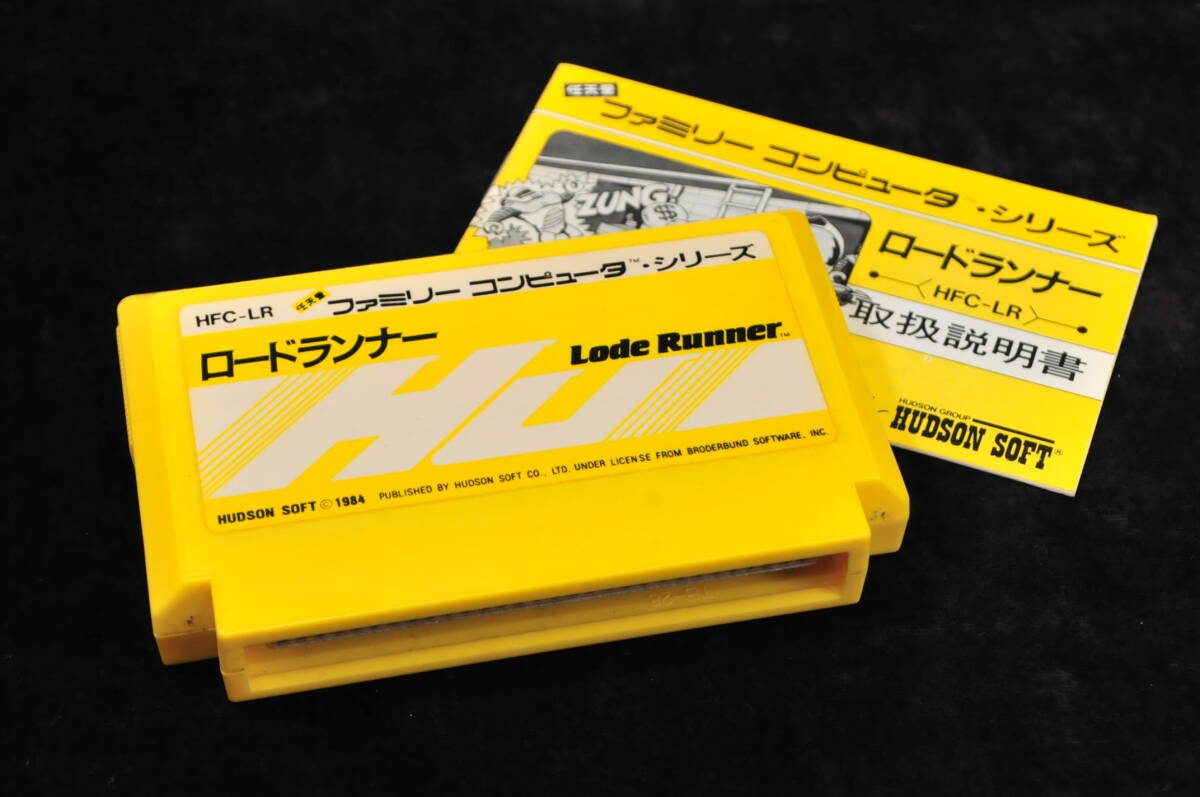 HFC-LR 任天堂 ファミリー コンピュータ™・シリーズ
ロードランナー
Lode Runner™
HUDSON SOFT © 1984 PUBLISHED BY HUDSON SOFT CO., LTD. UNDER LICENSE FROM BRODERBUND SOFTWARE, INC.
任天堂 ファミリー コンピュータ™・シリーズ
ZUNG!!
$
ロードランナー
HFC-LR
取扱説明書
HUDSON GROUP
HUDSON SOFT®